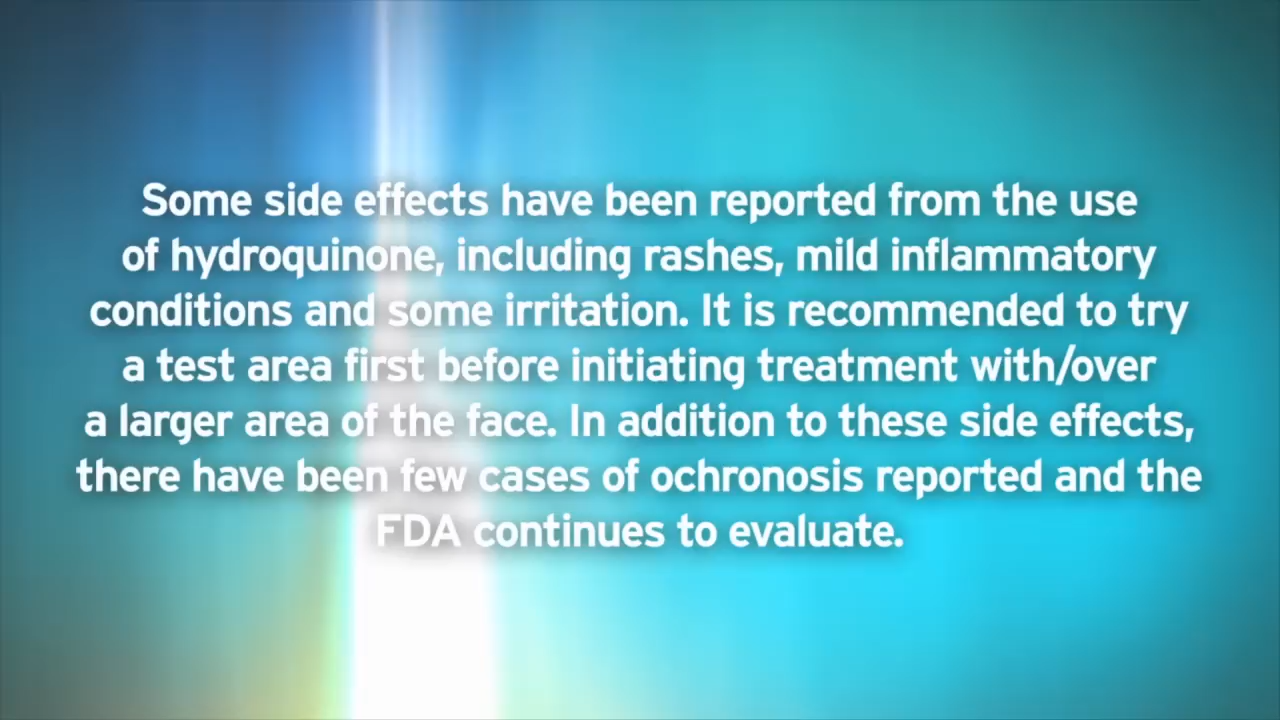 Some side effects have been reported from the use
of hydroquinone, including rashes, mild inflammatory
conditions and some irritation. It is recommended to try
a test area first before initiating treatment with/over
a larger area of the face. In addition to these side effects,
there have been few cases of ochronosis reported and the
FDA continues to evaluate.